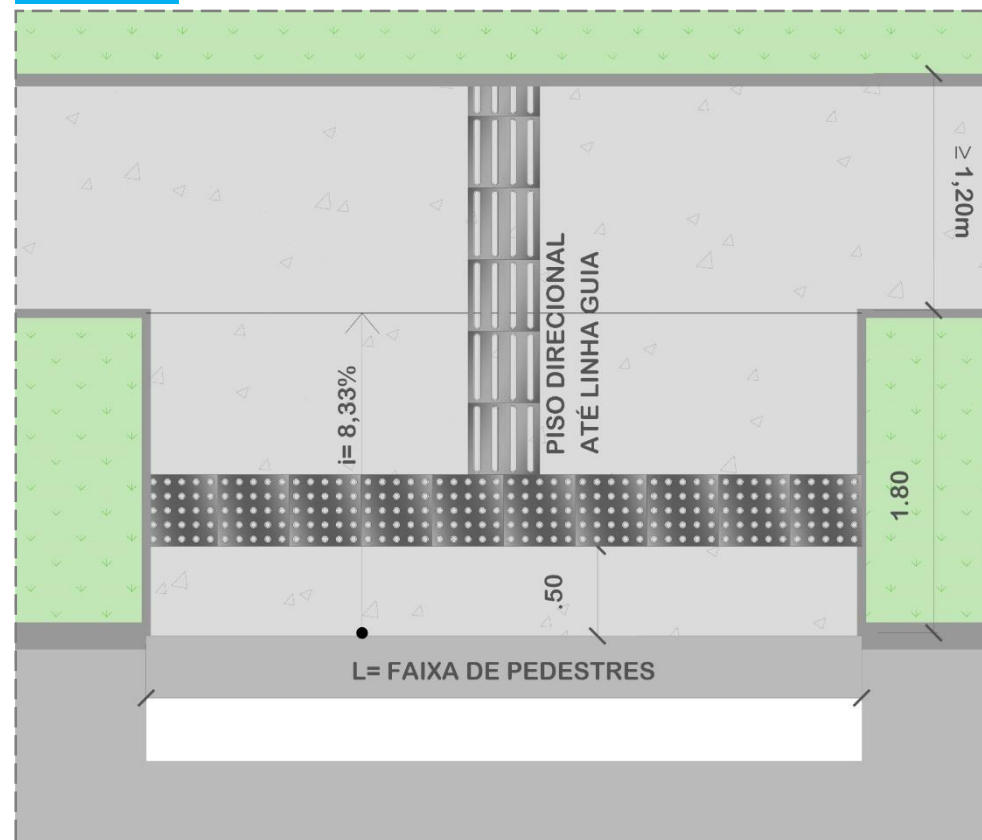 ≥ 1,20m
PISO DIRECIONAL
ATÉ LINHA GUIA
i= 8,33%
1.80
.50
L= FAIXA DE PEDESTRES